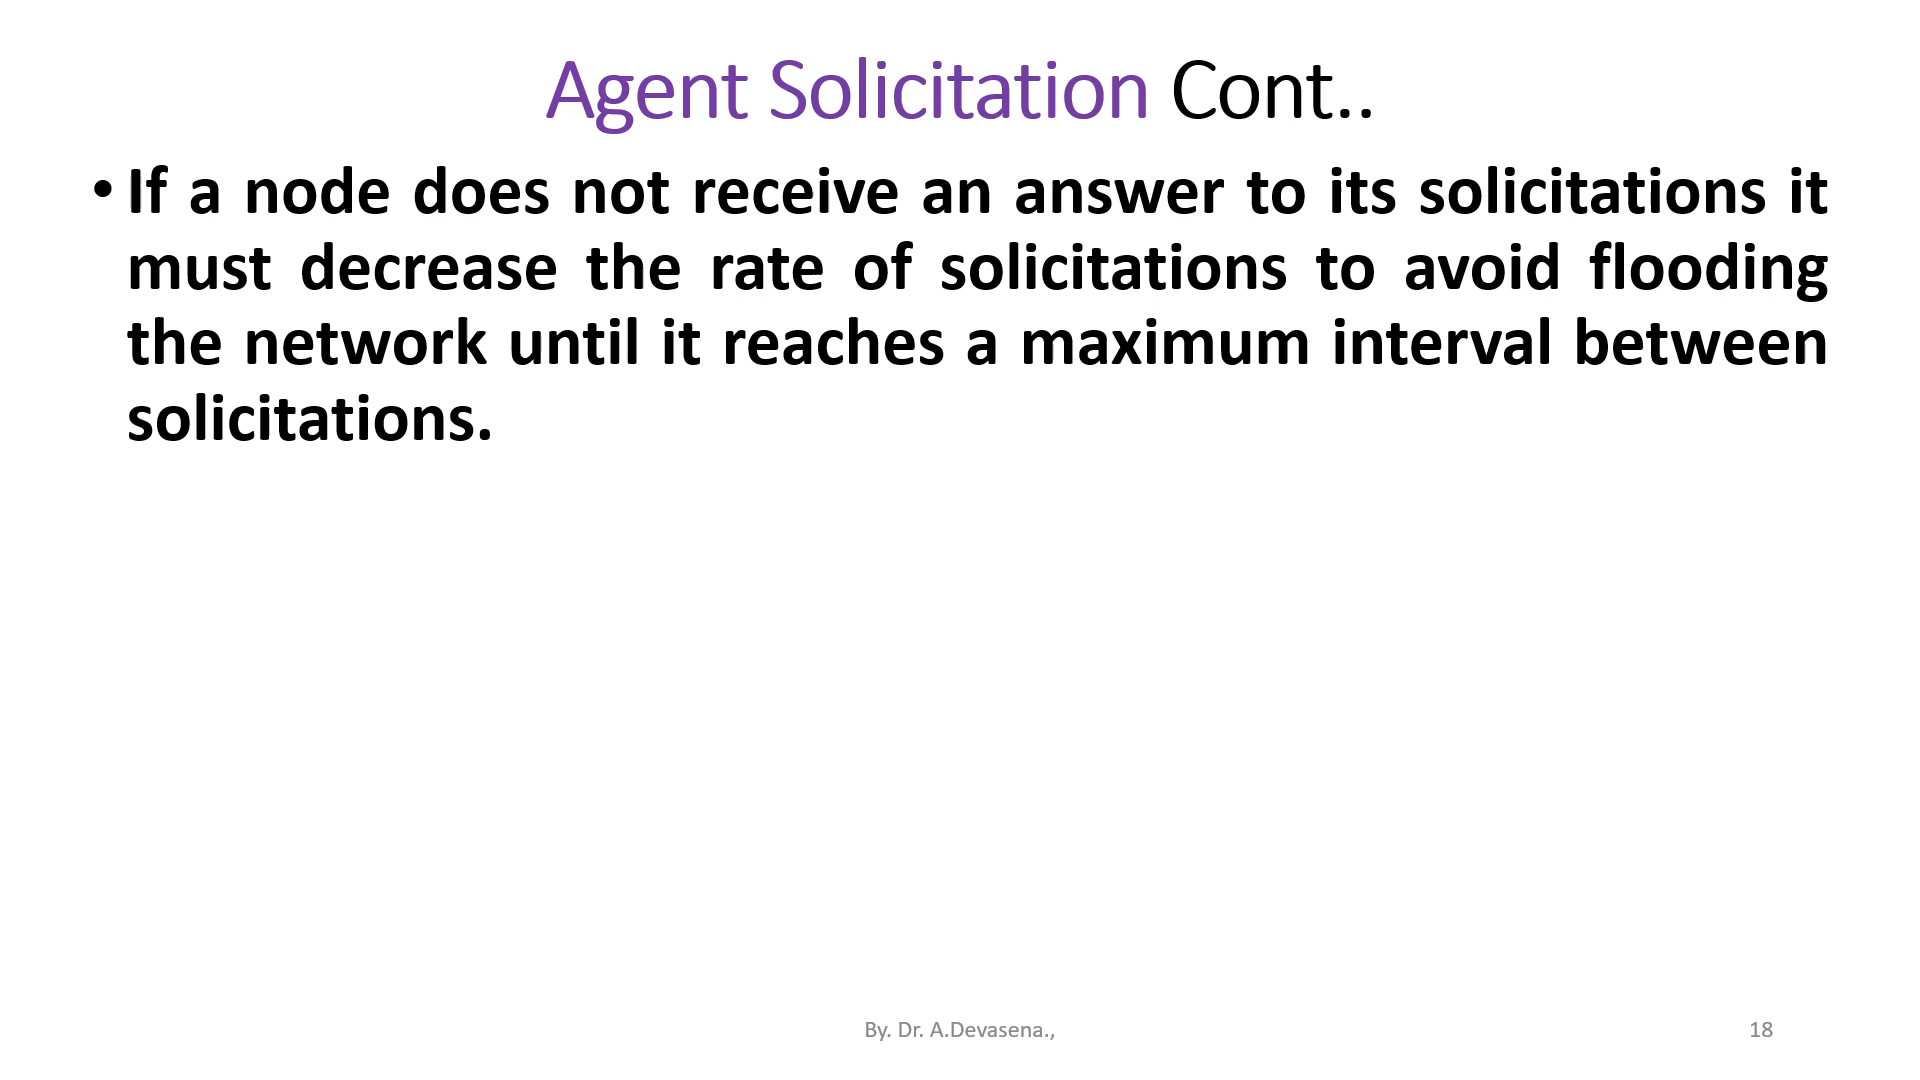 Agent Solicitation Cont..
• If a node does not receive an answer to its solicitations it
must decrease the rate of solicitations to avoid flooding
the network until it reaches a maximum interval between
solicitations.
By. Dr. A.Devasena.,
18